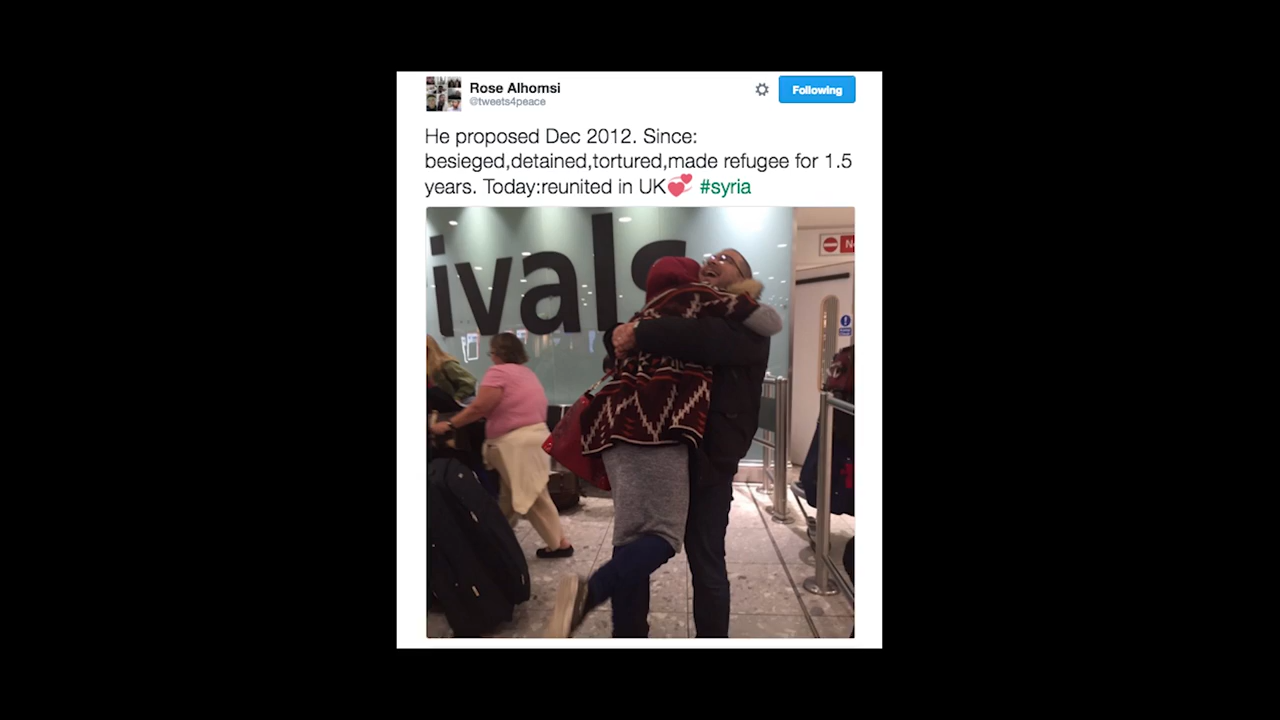 Rose Alhomsi
@tweets4peace
Following
He proposed Dec 2012. Since:
besieged,detained,tortured,made refugee for 1.5
years. Today:reunited in UK💞 #syria
ivals
N